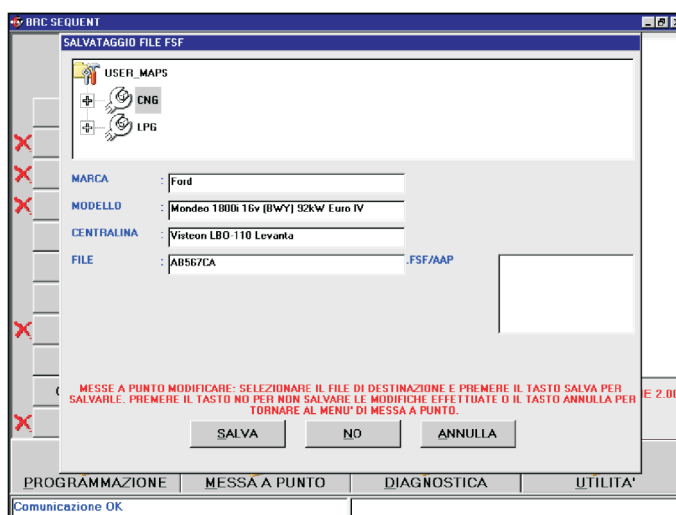 BRC SEQUENT
SALVATAGGIO FILE FSF
USER_MAPS
CNG
LPG
MARCA : Ford
MODELLO : Mondeo 1800i 16v (BWY) 92kW Euro IV
CENTRALINA : Visteon LBO-110 Levanta
FILE : AB567CA .FSF/AAP
MESSE A PUNTO MODIFICARE: SELEZIONARE IL FILE DI DESTINAZIONE E PREMERE IL TASTO SALVA PER
SALVARLE. PREMERE IL TASTO NO PER NON SALVARE LE MODIFICHE EFFETTUATE O IL TASTO ANNULLA PER
TORNARE AL MENU' DI MESSA A PUNTO.
SALVA NO ANNULLA
PROGRAMMAZIONE MESSA A PUNTO DIAGNOSTICA UTILITA'
Comunicazione OK